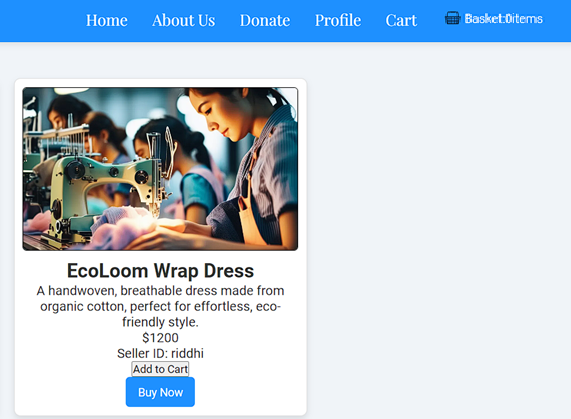 Home About Us Donate Profile Cart Basket 0 items
EcoLoom Wrap Dress
A handwoven, breathable dress made from
organic cotton, perfect for effortless, eco-
friendly style.
$1200
Seller ID: riddhi
Add to Cart
Buy Now